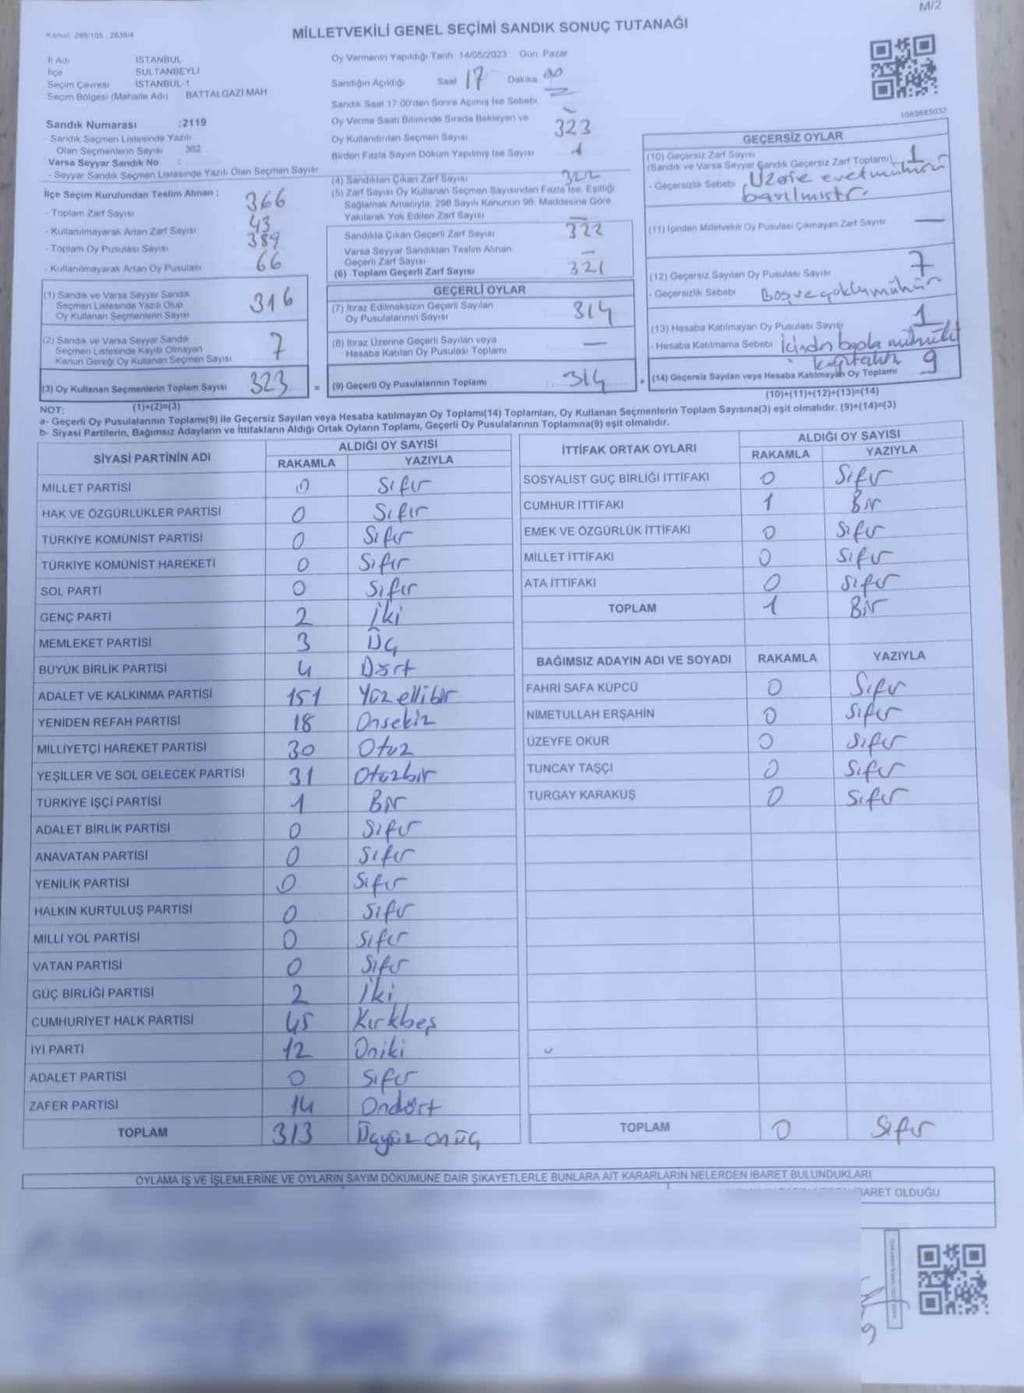 M/2
MİLLETVEKİLİ GENEL SEÇİMİ SANDIK SONUÇ TUTANAĞI
İl Adı İSTANBUL
İlçe SULTANBEYLİ
Seçim Çevresi İSTANBUL-1
Seçim Bölgesi (Mahalle Adı) BATTALGAZİ MAH
Sandık Numarası :2119
Sandık Seçmen Listesinde Yazılı
Olan Seçmenlerin Sayısı 362
Varsa Seyyar Sandık No :
- Seyyar Sandık Seçmen Listesinde Yazılı Olan Seçmen Sayısı
Oy Vermenin Yapıldığı Tarih 14/05/2023 Gün Pazar
Sandığın Açıldığı Saat 17 Dakika 00
Sandık Saat 17:00'den Sonra Açılmış İse Sebebi
Oy Verme Saati Bitiminde Sırada Bekleyen ve
Oy Kullandırılan Seçmen Sayısı 323
Birden Fazla Sayım Döküm Yapılmış İse Sayısı 1
(4) Sandıktan Çıkan Zarf Sayısı 322
(5) Zarf Sayısı Oy Kullanan Seçmen Sayısından Fazla İse, Eşitliği
Sağlamak Amacıyla; 298 Sayılı Kanunun 98. Maddesine Göre
Yakılarak Yok Edilen Zarf Sayısı —
İlçe Seçim Kurulundan Teslim Alınan ;
- Toplam Zarf Sayısı 366
- Kullanılmayarak Artan Zarf Sayısı 43
- Toplam Oy Pusulası Sayısı 389
- Kullanılmayarak Artan Oy Pusulası 66
Sandıkta Çıkan Geçerli Zarf Sayısı 322
Varsa Seyyar Sandıktan Teslim Alınan
Geçerli Zarf Sayısı —
(6) Toplam Geçerli Zarf Sayısı 321
(1) Sandık ve Varsa Seyyar Sandık
Seçmen Listesinde Yazılı Olup
Oy Kullanan Seçmenlerin Sayısı 316
(2) Sandık ve Varsa Seyyar Sandık
Seçmen Listesinde Kayıtlı Olmayan
Kanun Gereği Oy Kullanan Seçmen Sayısı 7
(3) Oy Kullanan Seçmenlerin Toplam Sayısı 323
(1)+(2)=(3)
GEÇERLİ OYLAR
(7) İtiraz Edilmeksizin Geçerli Sayılan
Oy Pusulalarının Sayısı 314
(8) İtiraz Üzerine Geçerli Sayılan veya
Hesaba Katılan Oy Pusulası Toplamı —
= (9) Geçerli Oy Pusulalarının Toplamı 314 +
GEÇERSİZ OYLAR
(10) Geçersiz Zarf Sayısı
(Sandık ve Varsa Seyyar Sandık Geçersiz Zarf Toplamı) 1
- Geçersizlik Sebebi Üzerine evet mührü
basılmıştır.
(11) İçinden Milletvekili Oy Pusulası Çıkmayan Zarf Sayısı —
(12) Geçersiz Sayılan Oy Pusulası Sayısı 7
- Geçersizlik Sebebi Boş ve çoklu mühür
(13) Hesaba Katılmayan Oy Pusulası Sayısı 1
- Hesaba Katılmama Sebebi İçinden başka mühürlü
(14) Geçersiz Sayılan veya Hesaba Katılmayan Oy Toplamı 9
(10)+(11)+(12)+(13)=(14)
NOT:
a- Geçerli Oy Pusulalarının Toplamı(9) ile Geçersiz Sayılan veya Hesaba katılmayan Oy Toplamı(14) Toplamları, Oy Kullanan Seçmenlerin Toplam Sayısına(3) eşit olmalıdır. (9)+(14)=(3)
b- Siyasi Partilerin, Bağımsız Adayların ve İttifakların Aldığı Ortak Oyların Toplamı, Geçerli Oy Pusulalarının Toplamına(9) eşit olmalıdır.
SİYASİ PARTİNİN ADI ALDIĞI OY SAYISI
RAKAMLA YAZIYLA
MİLLET PARTİSİ 0 Sıfır
HAK VE ÖZGÜRLÜKLER PARTİSİ 0 Sıfır
TÜRKİYE KOMÜNİST PARTİSİ 0 Sıfır
TÜRKİYE KOMÜNİST HAREKETİ 0 Sıfır
SOL PARTİ 0 Sıfır
GENÇ PARTİ 2 İki
MEMLEKET PARTİSİ 3 Üç
BÜYÜK BİRLİK PARTİSİ 4 Dört
ADALET VE KALKINMA PARTİSİ 151 Yüzellibir
YENİDEN REFAH PARTİSİ 18 Onsekiz
MİLLİYETÇİ HAREKET PARTİSİ 30 Otuz
YEŞİLLER VE SOL GELECEK PARTİSİ 31 Otuzbir
TÜRKİYE İŞÇİ PARTİSİ 1 Bir
ADALET BİRLİK PARTİSİ 0 Sıfır
ANAVATAN PARTİSİ 0 Sıfır
YENİLİK PARTİSİ 0 Sıfır
HALKIN KURTULUŞ PARTİSİ 0 Sıfır
MİLLİ YOL PARTİSİ 0 Sıfır
VATAN PARTİSİ 0 Sıfır
GÜÇ BİRLİĞİ PARTİSİ 2 İki
CUMHURİYET HALK PARTİSİ 45 Kırkbeş
İYİ PARTİ 12 Oniki
ADALET PARTİSİ 0 Sıfır
ZAFER PARTİSİ 14 Ondört
TOPLAM 313 Üçyüz onüç
İTTİFAK ORTAK OYLARI ALDIĞI OY SAYISI
RAKAMLA YAZIYLA
SOSYALİST GÜÇ BİRLİĞİ İTTİFAKI 0 Sıfır
CUMHUR İTTİFAKI 1 Bir
EMEK VE ÖZGÜRLÜK İTTİFAKI 0 Sıfır
MİLLET İTTİFAKI 0 Sıfır
ATA İTTİFAKI 0 Sıfır
TOPLAM 1 Bir
BAĞIMSIZ ADAYIN ADI VE SOYADI RAKAMLA YAZIYLA
FAHRİ SAFA KÜPCÜ 0 Sıfır
NİMETULLAH ERŞAHİN 0 Sıfır
ÜZEYFE OKUR 0 Sıfır
TUNCAY TAŞÇI 0 Sıfır
TURGAY KARAKUŞ 0 Sıfır
TOPLAM 0 Sıfır
OYLAMA İŞ VE İŞLEMLERİNE VE OYLARIN SAYIM DÖKÜMÜNE DAİR ŞİKAYETLERLE BUNLARA AİT KARARLARIN NELERDEN İBARET BULUNDUKLARI
BARET OLDUĞU